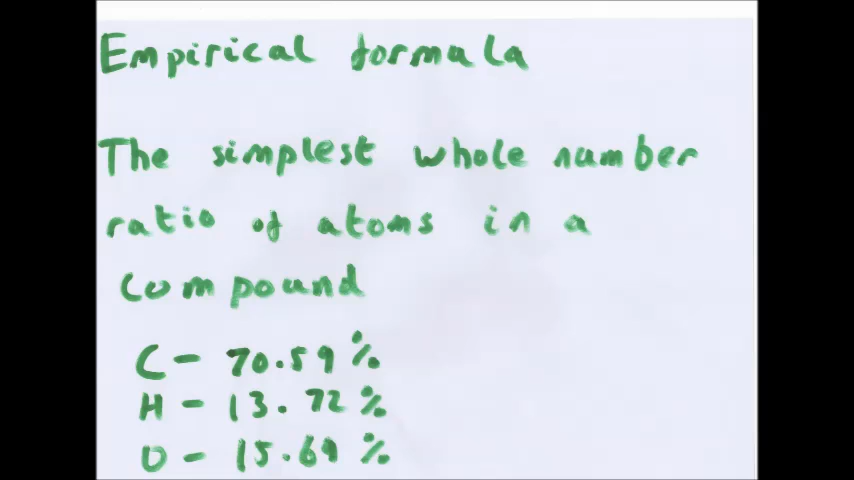 Empirical formula
The simplest whole number
ratio of atoms in a
compound
C - 70.59%
H - 13.72%
O - 15.69%